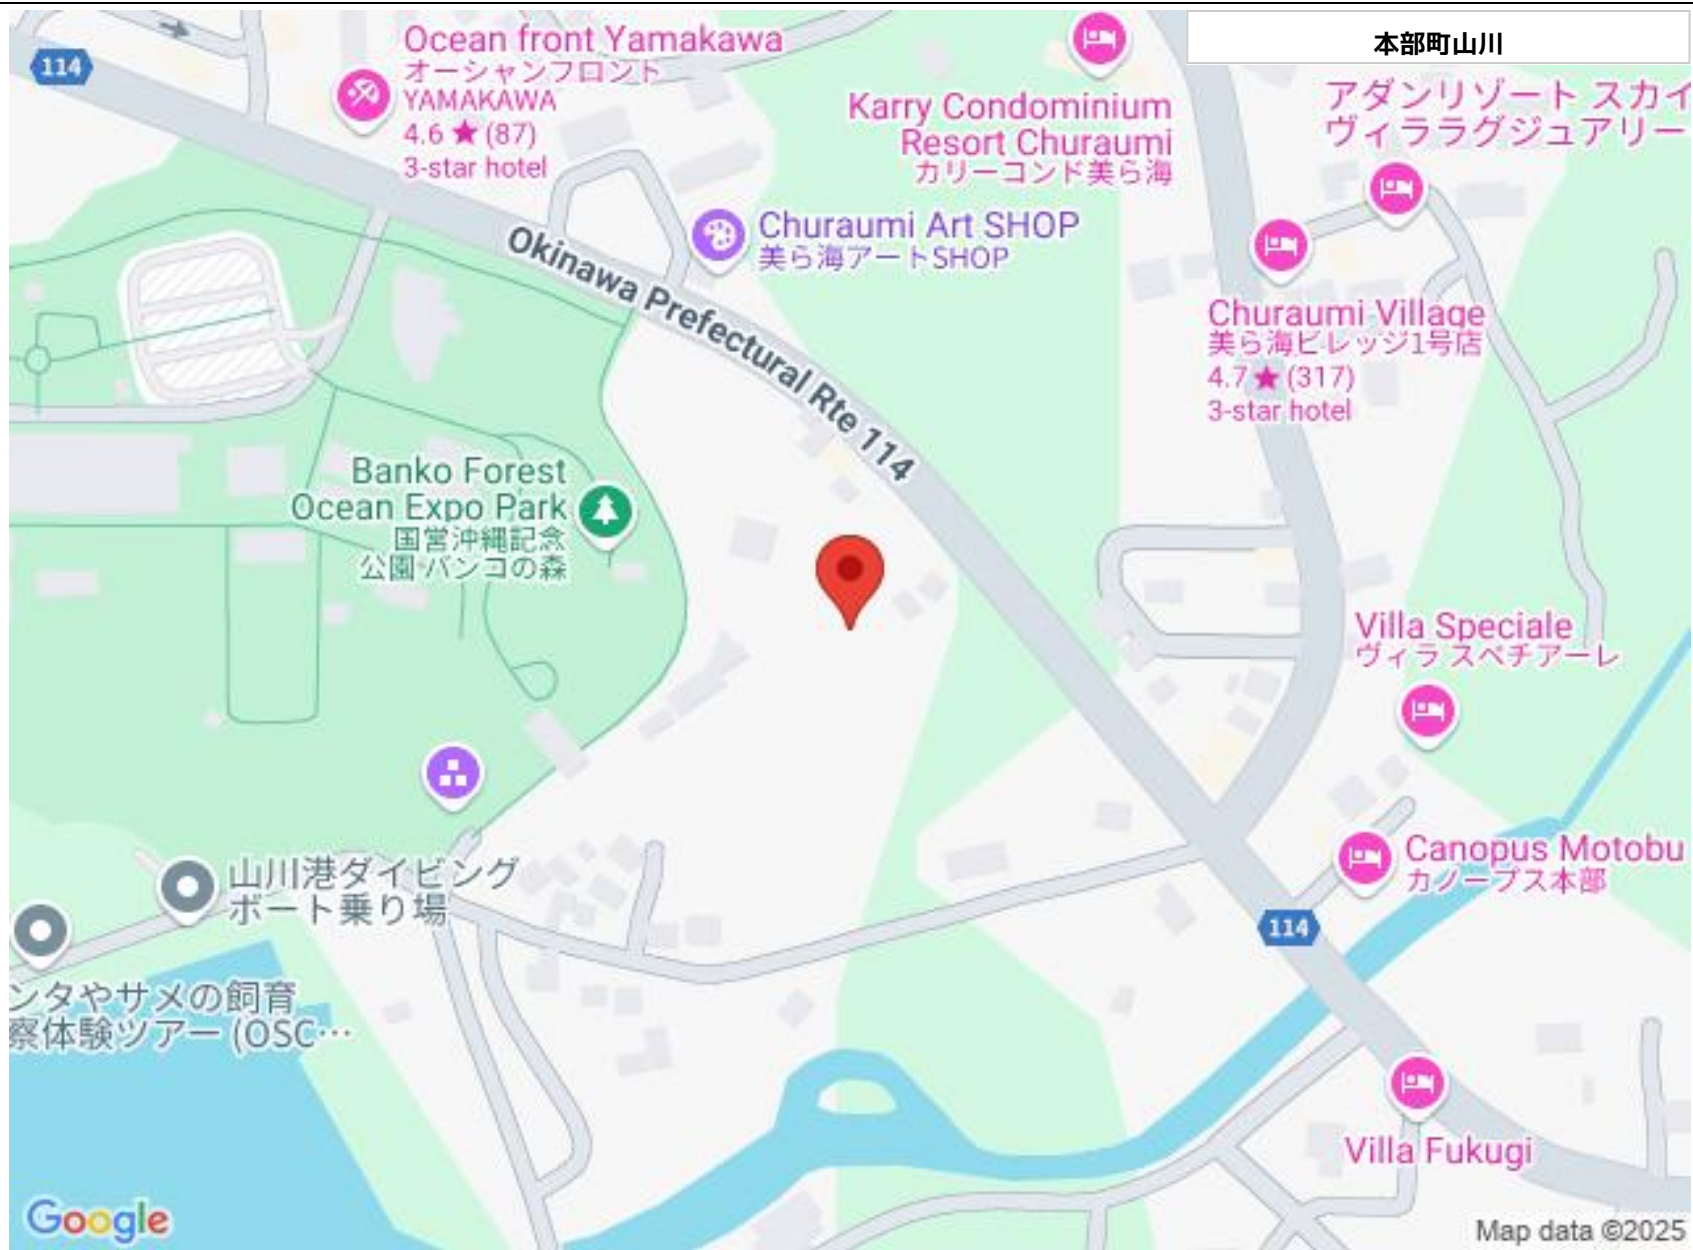 本部町山川
114
Ocean front Yamakawa
オーシャンフロント
YAMAKAWA
4.6 ★ (87)
3-star hotel
Karry Condominium
Resort Churaumi
カリーコンド美ら海
アダンリゾート スカイ
ヴィララグジュアリー
Churaumi Art SHOP
美ら海アートSHOP
Okinawa Prefectural Rte 114
Churaumi Village
美ら海ビレッジ1号店
4.7 ★ (317)
3-star hotel
Banko Forest
Ocean Expo Park
国営沖縄記念
公園 バンコの森
Villa Speciale
ヴィラ スペチアーレ
Canopus Motobu
カノープス本部
山川港ダイビング
ボート乗り場
114
ンタやサメの飼育
察体験ツアー (OSC…
Villa Fukugi
Google
Map data ©2025